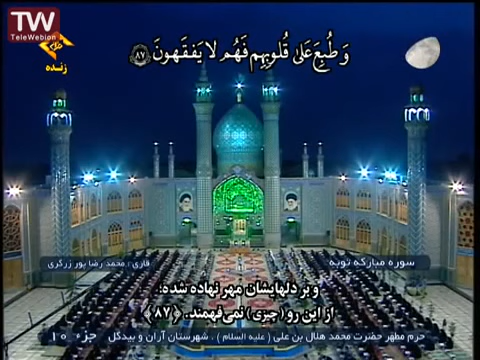 TW
TeleWebion
زنده
وَ طُبِعَ عَلَىٰ قُلُوبِهِم فَهُم لَا يَفقَهُونَ ﴿٨٧﴾
سوره مبارکه توبه
قاری: محمد رضا پور زرگری
و بر دلهایشان مهر نهاده شده؛
از این رو (چیزی) نمی‌فهمند. ﴿۸۷﴾
حرم مطهر حضرت محمد هلال بن علی (علیه السلام)، شهرستان آران و بیدگل
جزء ۱۰